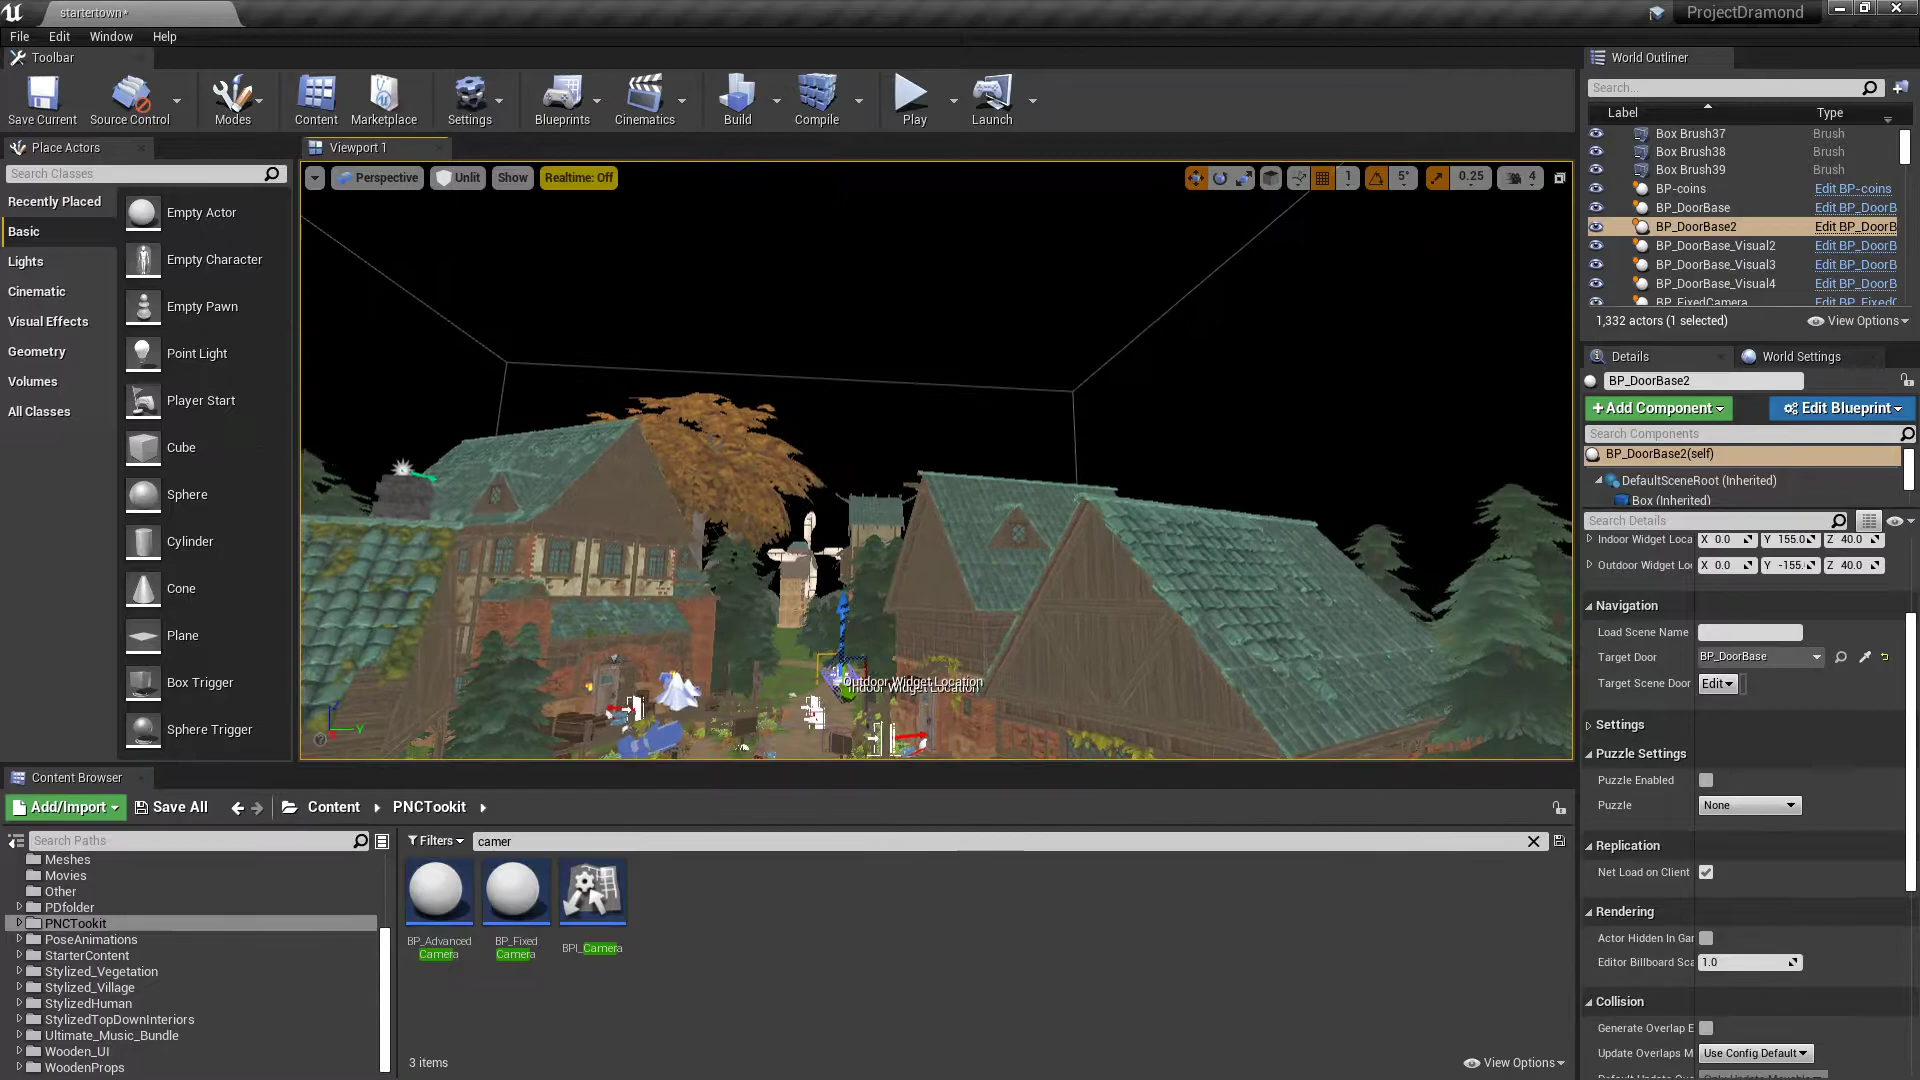 startertown*
ProjectDramond
File Edit Window Help
Toolbar
World Outliner
Save Current
Source Control
Modes
Content
Marketplace
Settings
Blueprints
Cinematics
Build
Compile
Play
Launch
Search...
Label Type
Box Brush37 Brush
Box Brush38 Brush
Box Brush39 Brush
BP-coins Edit BP-coins
BP_DoorBase Edit BP_DoorB
BP_DoorBase2 Edit BP_DoorB
BP_DoorBase_Visual2 Edit BP_DoorB
BP_DoorBase_Visual3 Edit BP_DoorB
BP_DoorBase_Visual4 Edit BP_DoorB
BP_FixedCamera Edit BP_FixedC
1,332 actors (1 selected) View Options
Place Actors
Search Classes
Recently Placed
Basic
Lights
Cinematic
Visual Effects
Geometry
Volumes
All Classes
Empty Actor
Empty Character
Empty Pawn
Point Light
Player Start
Cube
Sphere
Cylinder
Cone
Plane
Box Trigger
Sphere Trigger
Viewport 1
Perspective Unlit Show Realtime: Off
1 5° 0.25 4
Outdoor Widget Location
Indoor Widget Location
Y
Details World Settings
BP_DoorBase2
+Add Component Edit Blueprint
Search Components
BP_DoorBase2(self)
DefaultSceneRoot (Inherited)
Box (Inherited)
Search Details
Indoor Widget Loca X 0.0 Y 155.0 Z 40.0
Outdoor Widget Loc X 0.0 Y -155. Z 40.0
Navigation
Load Scene Name
Target Door BP_DoorBase
Target Scene Door Edit
Settings
Puzzle Settings
Puzzle Enabled
Puzzle None
Replication
Net Load on Client
Rendering
Actor Hidden In Gar
Editor Billboard Sca 1.0
Collision
Generate Overlap E
Update Overlaps M Use Config Default
Content Browser
Add/Import Save All Content PNCTookit
Search Paths
Filters camer
Meshes
Movies
Other
PDfolder
PNCTookit
PoseAnimations
StarterContent
Stylized_Vegetation
Stylized_Village
StylizedHuman
StylizedTopDownInteriors
Ultimate_Music_Bundle
Wooden_UI
WoodenProps
BP_Advanced
Camera
BP_Fixed
Camera
BPI_Camera
3 items View Options